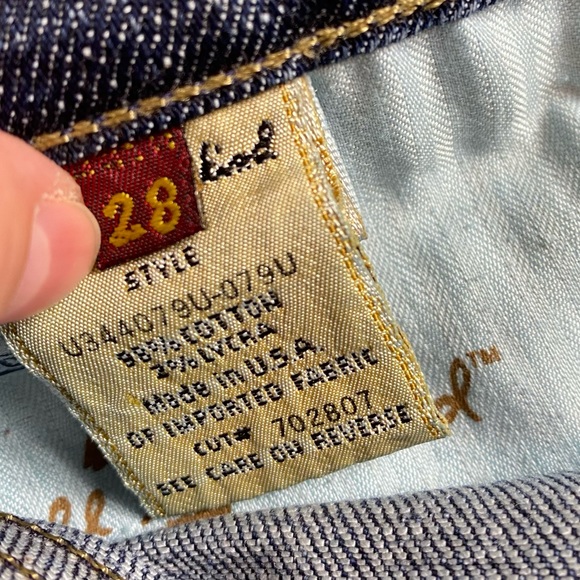 28
STYLE
U344079U-079U
98% COTTON
2% LYCRA
Made in U.S.A.
OF IMPORTED FABRIC
CUT# 702807
SEE CARE ON REVERSE
TM